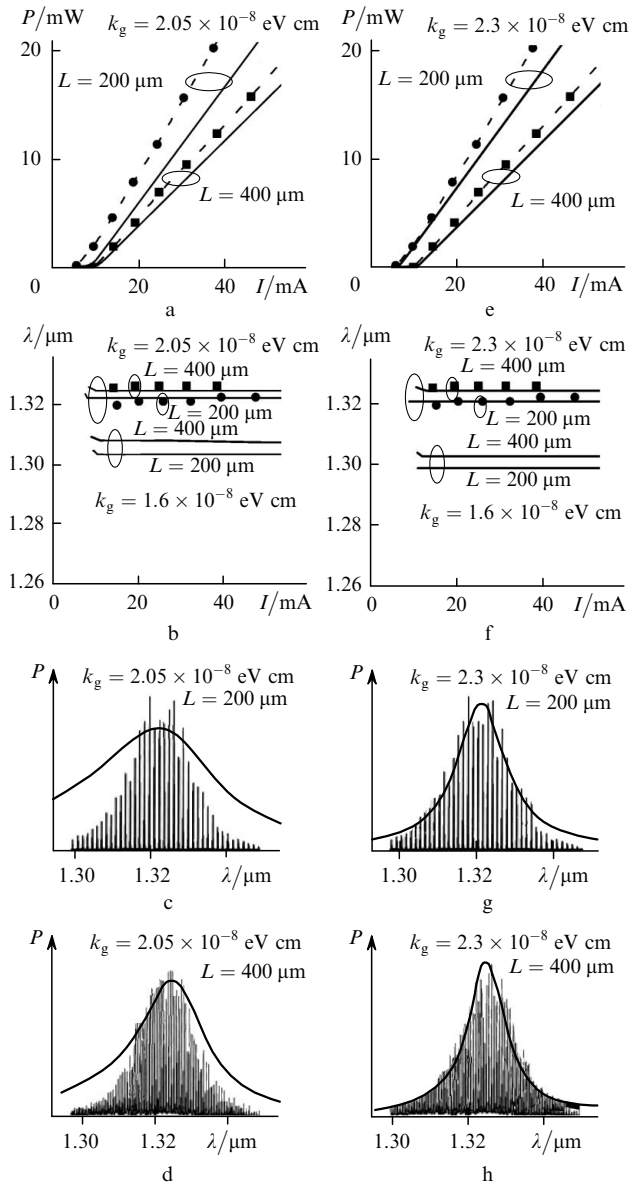 P/mW
k_g = 2.05 × 10⁻⁸ eV cm
20
L = 200 μm
10
L = 400 μm
0
20
40
I/mA
a
P/mW
k_g = 2.3 × 10⁻⁸ eV cm
20
L = 200 μm
10
L = 400 μm
0
20
40
I/mA
e
λ/μm
k_g = 2.05 × 10⁻⁸ eV cm
L = 400 μm
1.32
L = 200 μm
L = 400 μm
1.30
L = 200 μm
k_g = 1.6 × 10⁻⁸ eV cm
1.28
1.26
0
20
40
I/mA
b
λ/μm
k_g = 2.3 × 10⁻⁸ eV cm
L = 400 μm
1.32
L = 200 μm
L = 400 μm
1.30
L = 200 μm
k_g = 1.6 × 10⁻⁸ eV cm
1.28
1.26
0
20
40
I/mA
f
P
k_g = 2.05 × 10⁻⁸ eV cm
L = 200 μm
1.30
1.32
λ/μm
c
P
k_g = 2.3 × 10⁻⁸ eV cm
L = 200 μm
1.30
1.32
λ/μm
g
P
k_g = 2.05 × 10⁻⁸ eV cm
L = 400 μm
1.30
1.324
λ/μm
d
P
k_g = 2.3 × 10⁻⁸ eV cm
L = 400 μm
1.30
1.324
λ/μm
h